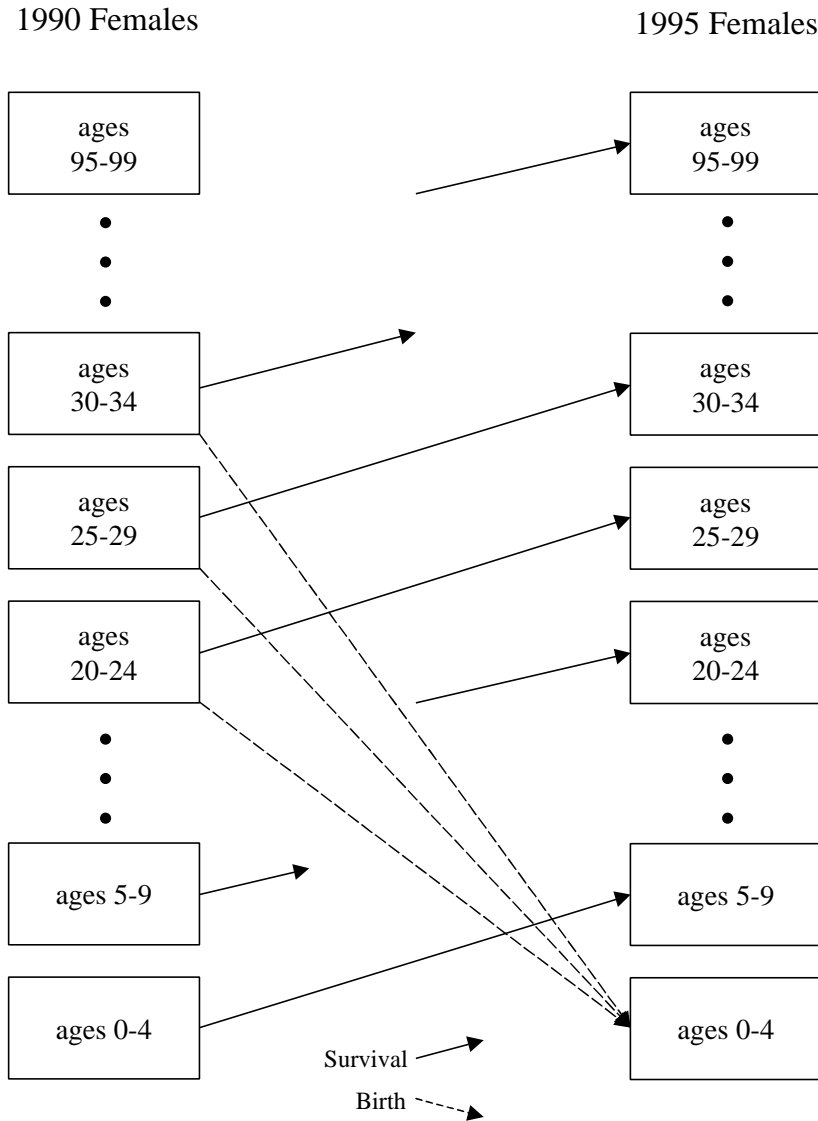 1990 Females
1995 Females
ages
95-99
ages
95-99
ages
30-34
ages
30-34
ages
25-29
ages
25-29
ages
20-24
ages
20-24
ages 5-9
ages 5-9
ages 0-4
ages 0-4
Survival
Birth